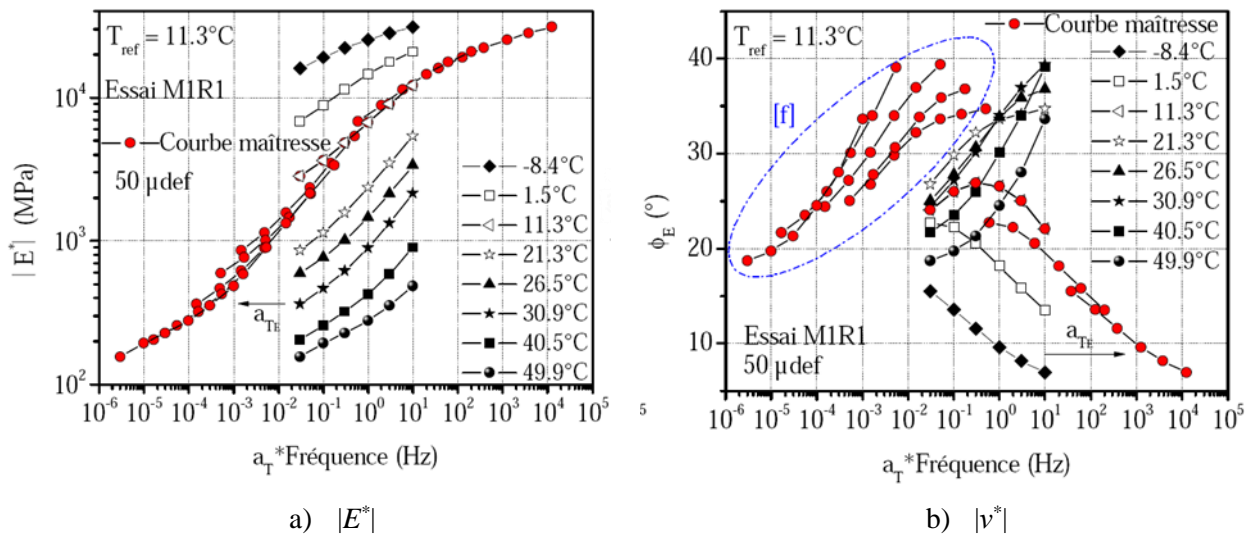 T_ref = 11.3°C
Essai M1R1
Courbe maîtresse
50 µdef
-8.4°C
1.5°C
11.3°C
21.3°C
26.5°C
30.9°C
40.5°C
49.9°C
a_TE
|E*| (MPa)
10^4
10^3
10^2
10^-6 10^-5 10^-4 10^-3 10^-2 10^-1 10^0 10^1 10^2 10^3 10^4 10^5
a_T*Fréquence (Hz)
a) |E*|
5
T_ref = 11.3°C
Courbe maîtresse
[f]
-8.4°C
1.5°C
11.3°C
21.3°C
26.5°C
30.9°C
40.5°C
49.9°C
Essai M1R1
50 µdef
a_TE
ϕ_E (°)
40
30
20
10
10^-6 10^-5 10^-4 10^-3 10^-2 10^-1 10^0 10^1 10^2 10^3 10^4 10^5
a_T*Fréquence (Hz)
b) |ν*|